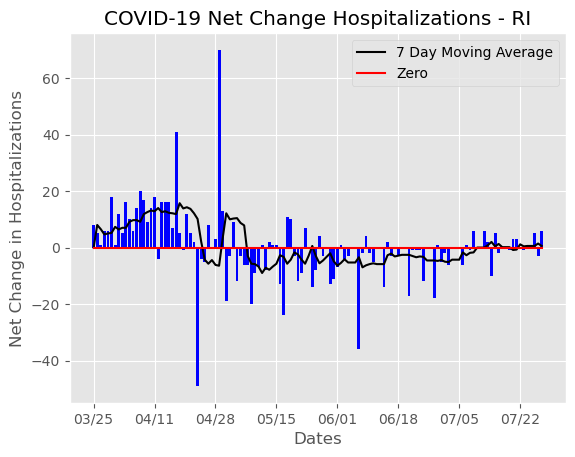 COVID-19 Net Change Hospitalizations - RI
7 Day Moving Average
Zero
Net Change in Hospitalizations
60
40
20
0
−20
−40
03/25 04/11 04/28 05/15 06/01 06/18 07/05 07/22
Dates